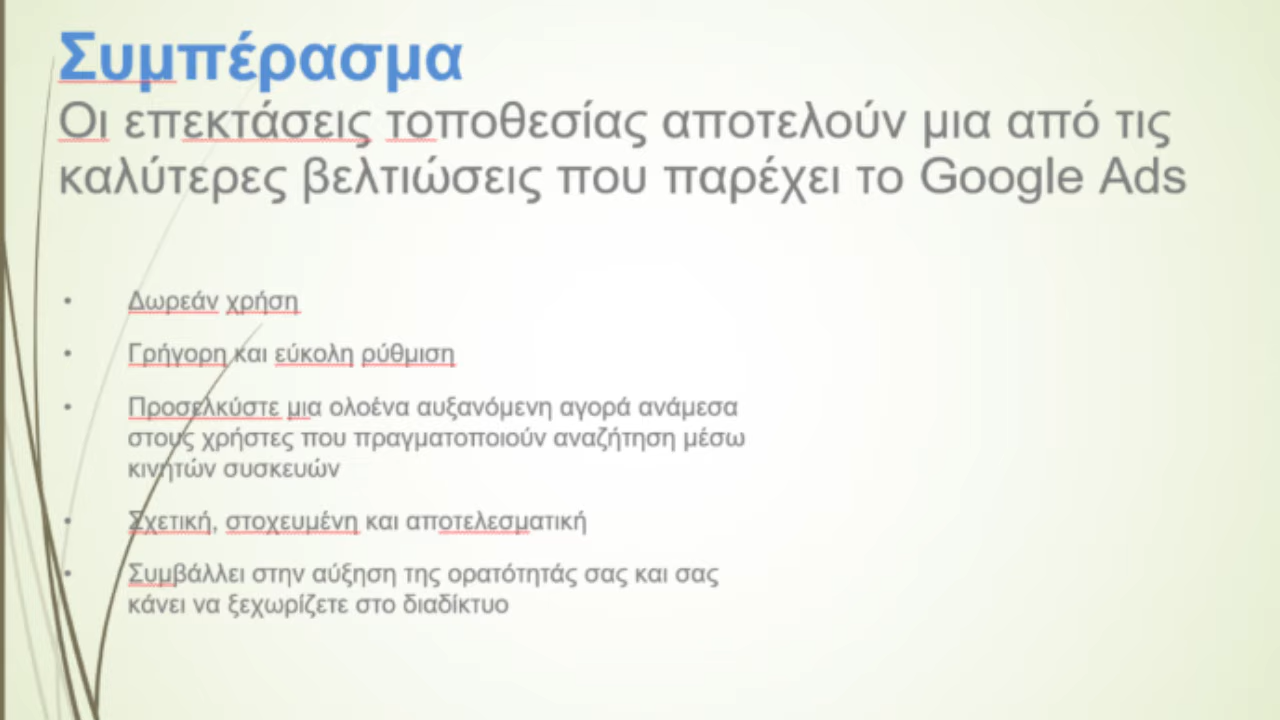 Συμπέρασμα
Οι επεκτάσεις τοποθεσίας αποτελούν μια από τις
καλύτερες βελτιώσεις που παρέχει το Google Ads
• Δωρεάν χρήση
• Γρήγορη και εύκολη ρύθμιση
• Προσελκύστε μια ολοένα αυξανόμενη αγορά ανάμεσα
στους χρήστες που πραγματοποιούν αναζήτηση μέσω
κινητών συσκευών
• Σχετική, στοχευμένη και αποτελεσματική
• Συμβάλλει στην αύξηση της ορατότητάς σας και σας
κάνει να ξεχωρίζετε στο διαδίκτυο